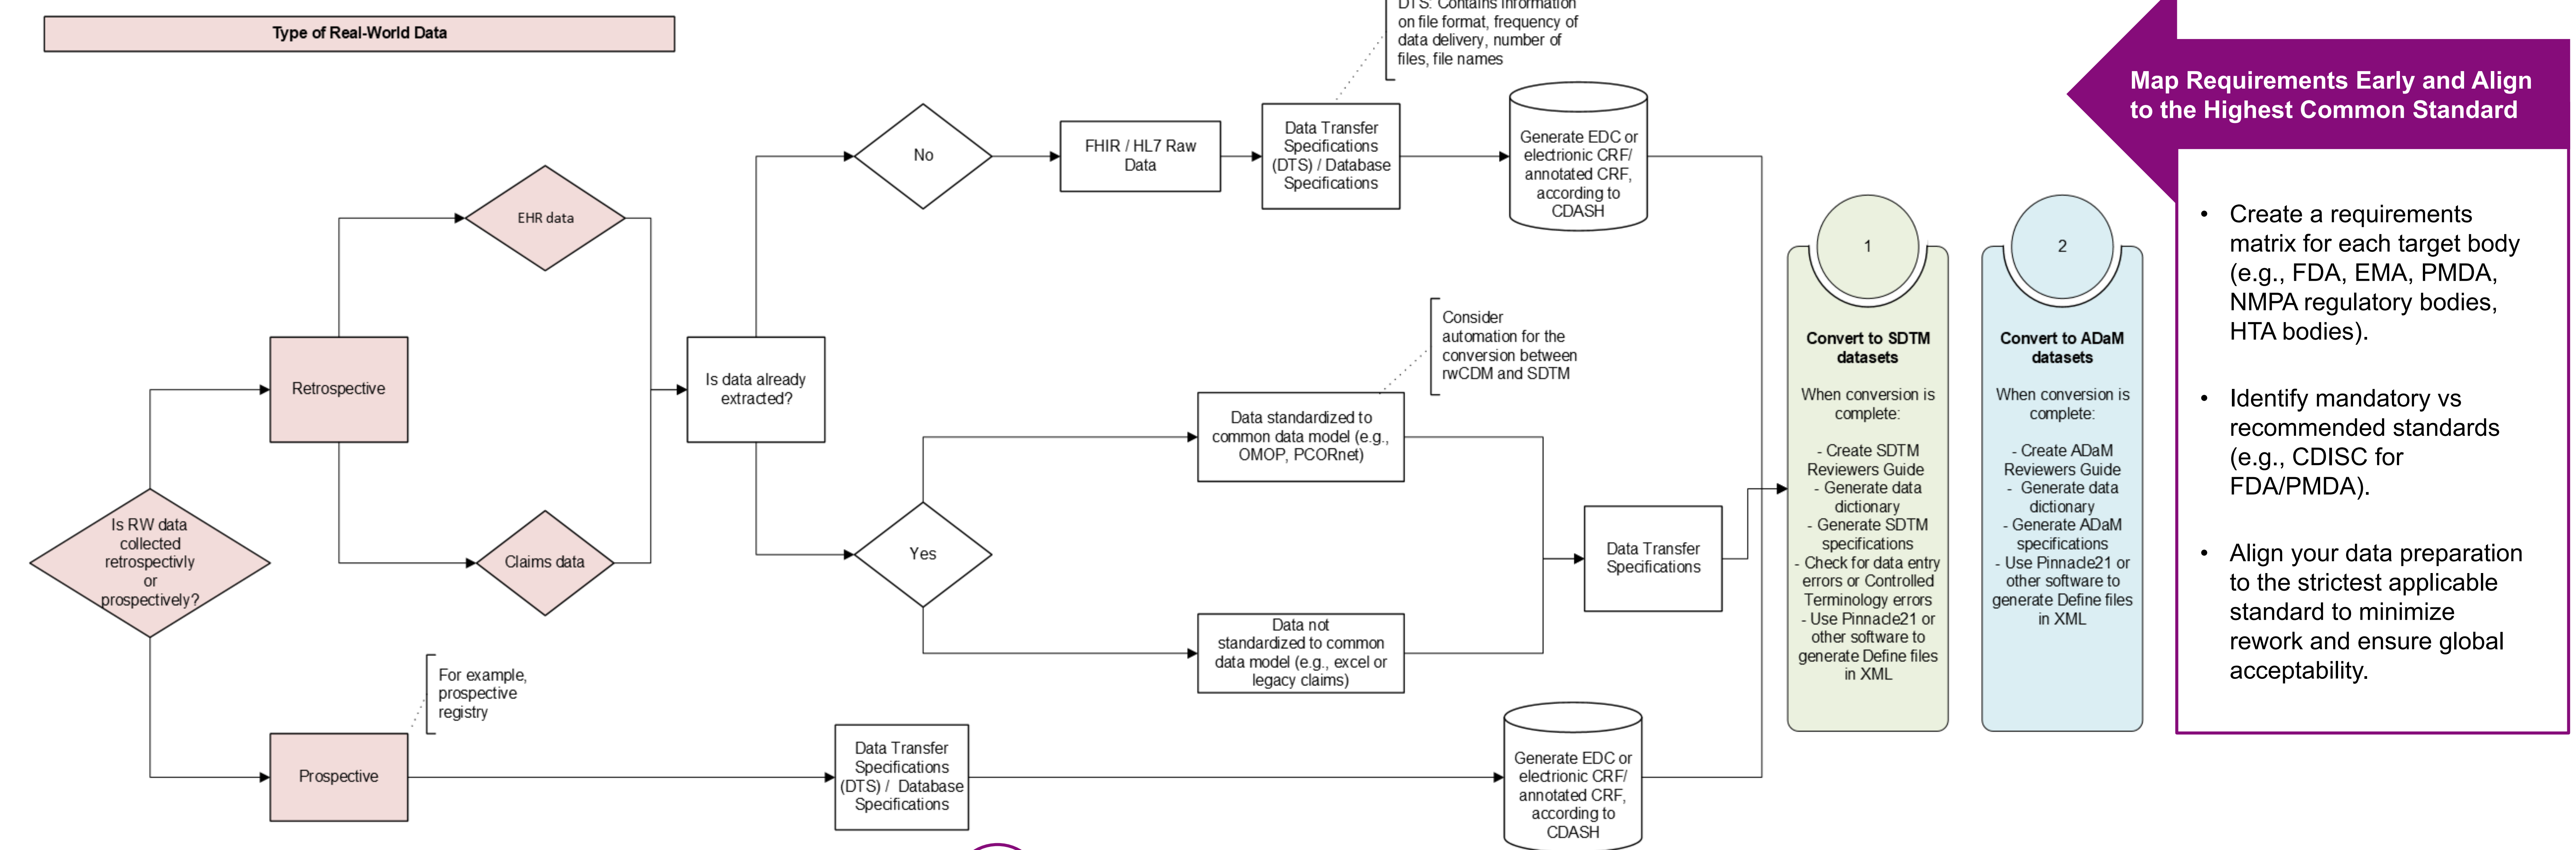 Type of Real-World Data
DTS: Contains information
on file format, frequency of
data delivery, number of
files, file names
Map Requirements Early and Align
to the Highest Common Standard
No
FHIR / HL7 Raw
Data
Data Transfer
Specifications
(DTS) / Database
Specifications
Generate EDC or
electrionic CRF/
annotated CRF,
according to
CDASH
EHR data
Retrospective
Is data already
extracted?
Claims data
Is RW data
collected
retrospectivly
or
prospectively?
Yes
Consider
automation for the
conversion between
rwCDM and SDTM
Data standardized to
common data model (e.g.,
OMOP, PCORnet)
Data not
standardized to common
data model (e.g., excel or
legacy claims)
Data Transfer
Specifications
For example,
prospective
registry
Prospective
Data Transfer
Specifications
(DTS) / Database
Specifications
Generate EDC or
electrionic CRF/
annotated CRF,
according to
CDASH
1
Convert to SDTM
datasets
When conversion is
complete:
- Create SDTM
Reviewers Guide
- Generate data
dictionary
- Generate SDTM
specifications
- Check for data entry
errors or Controlled
Terminology errors
- Use Pinnacle21 or
other software to
generate Define files
in XML
2
Convert to ADaM
datasets
When conversion is
complete:
- Create ADaM
Reviewers Guide
- Generate data
dictionary
- Generate ADaM
specifications
- Use Pinnacle21 or
other software to
generate Define files
in XML
• Create a requirements
matrix for each target body
(e.g., FDA, EMA, PMDA,
NMPA regulatory bodies,
HTA bodies).
• Identify mandatory vs
recommended standards
(e.g., CDISC for
FDA/PMDA).
• Align your data preparation
to the strictest applicable
standard to minimize
rework and ensure global
acceptability.